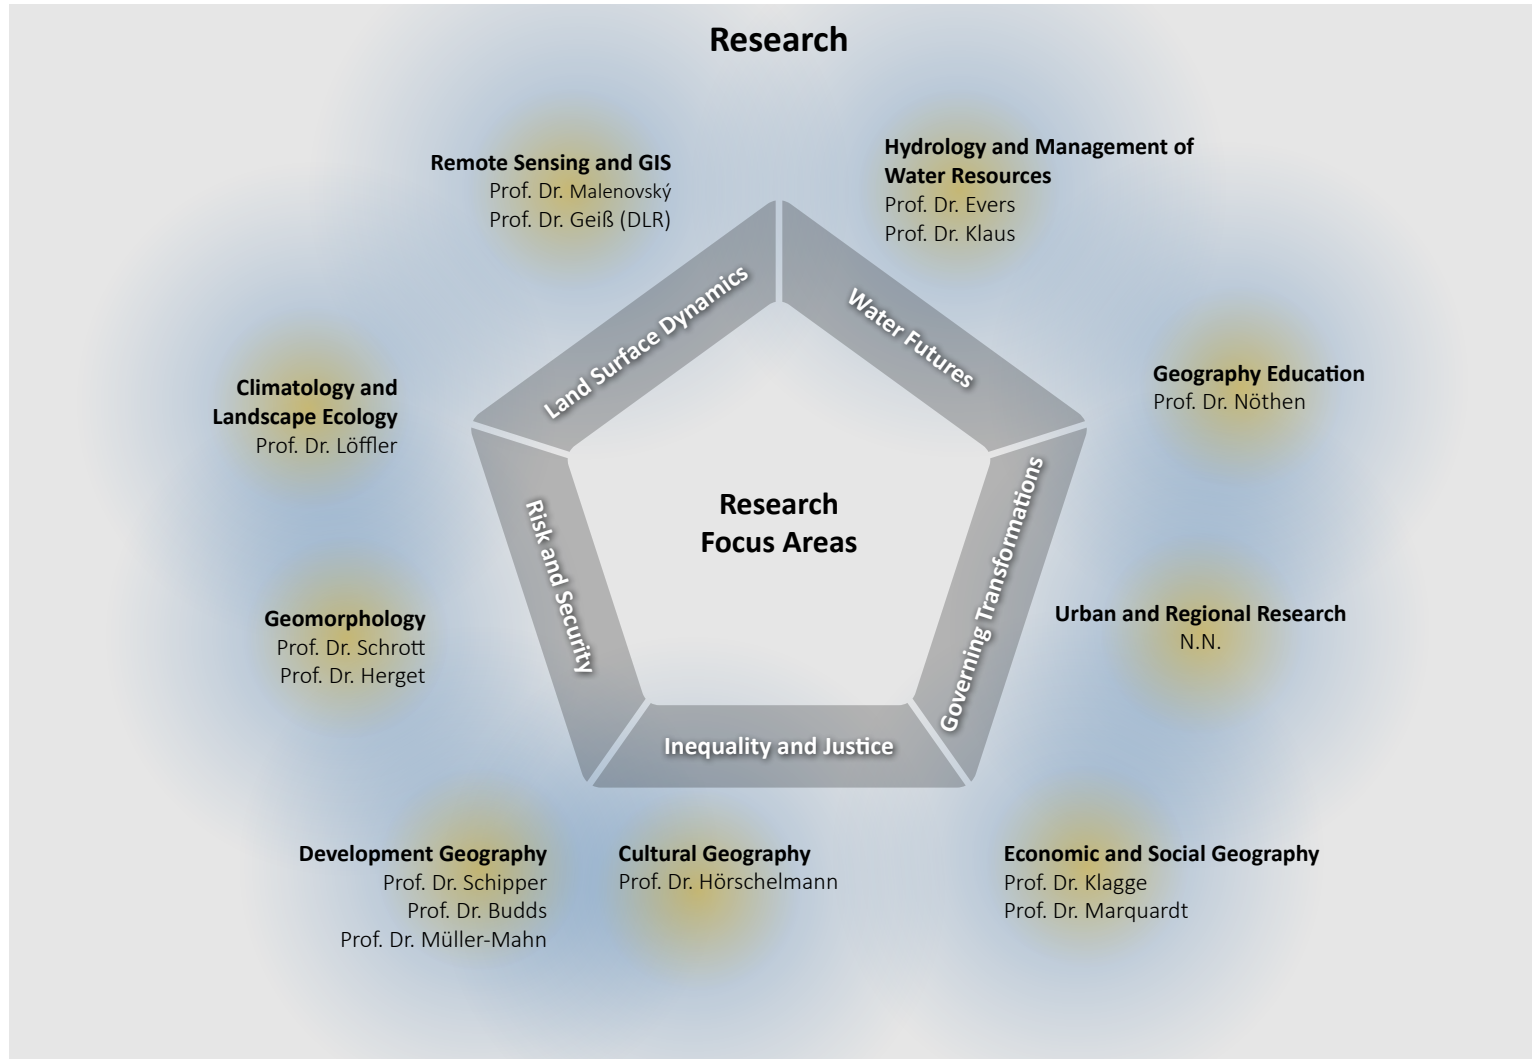 Research
Remote Sensing and GIS
Prof. Dr. Malenovský
Prof. Dr. Geiß (DLR)
Hydrology and Management of
Water Resources
Prof. Dr. Evers
Prof. Dr. Klaus
Land Surface Dynamics
Water Futures
Climatology and
Landscape Ecology
Prof. Dr. Löffler
Geography Education
Prof. Dr. Nöthen
Research
Focus Areas
Risk and Security
Governing Transformations
Geomorphology
Prof. Dr. Schrott
Prof. Dr. Herget
Urban and Regional Research
N.N.
Inequality and Justice
Development Geography
Prof. Dr. Schipper
Prof. Dr. Budds
Prof. Dr. Müller-Mahn
Cultural Geography
Prof. Dr. Hörschelmann
Economic and Social Geography
Prof. Dr. Klagge
Prof. Dr. Marquardt